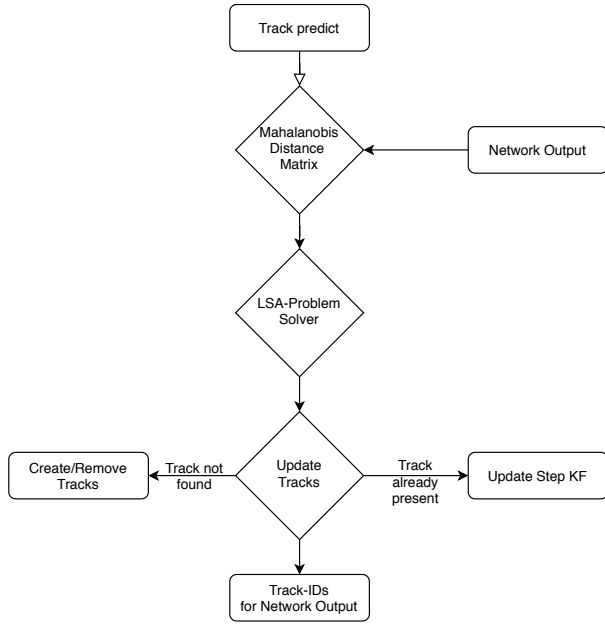 Track predict
Mahalanobis
Distance
Matrix
Network Output
LSA-Problem
Solver
Create/Remove
Tracks
Track not
found
Update
Tracks
Track
already
present
Update Step KF
Track-IDs
for Network Output